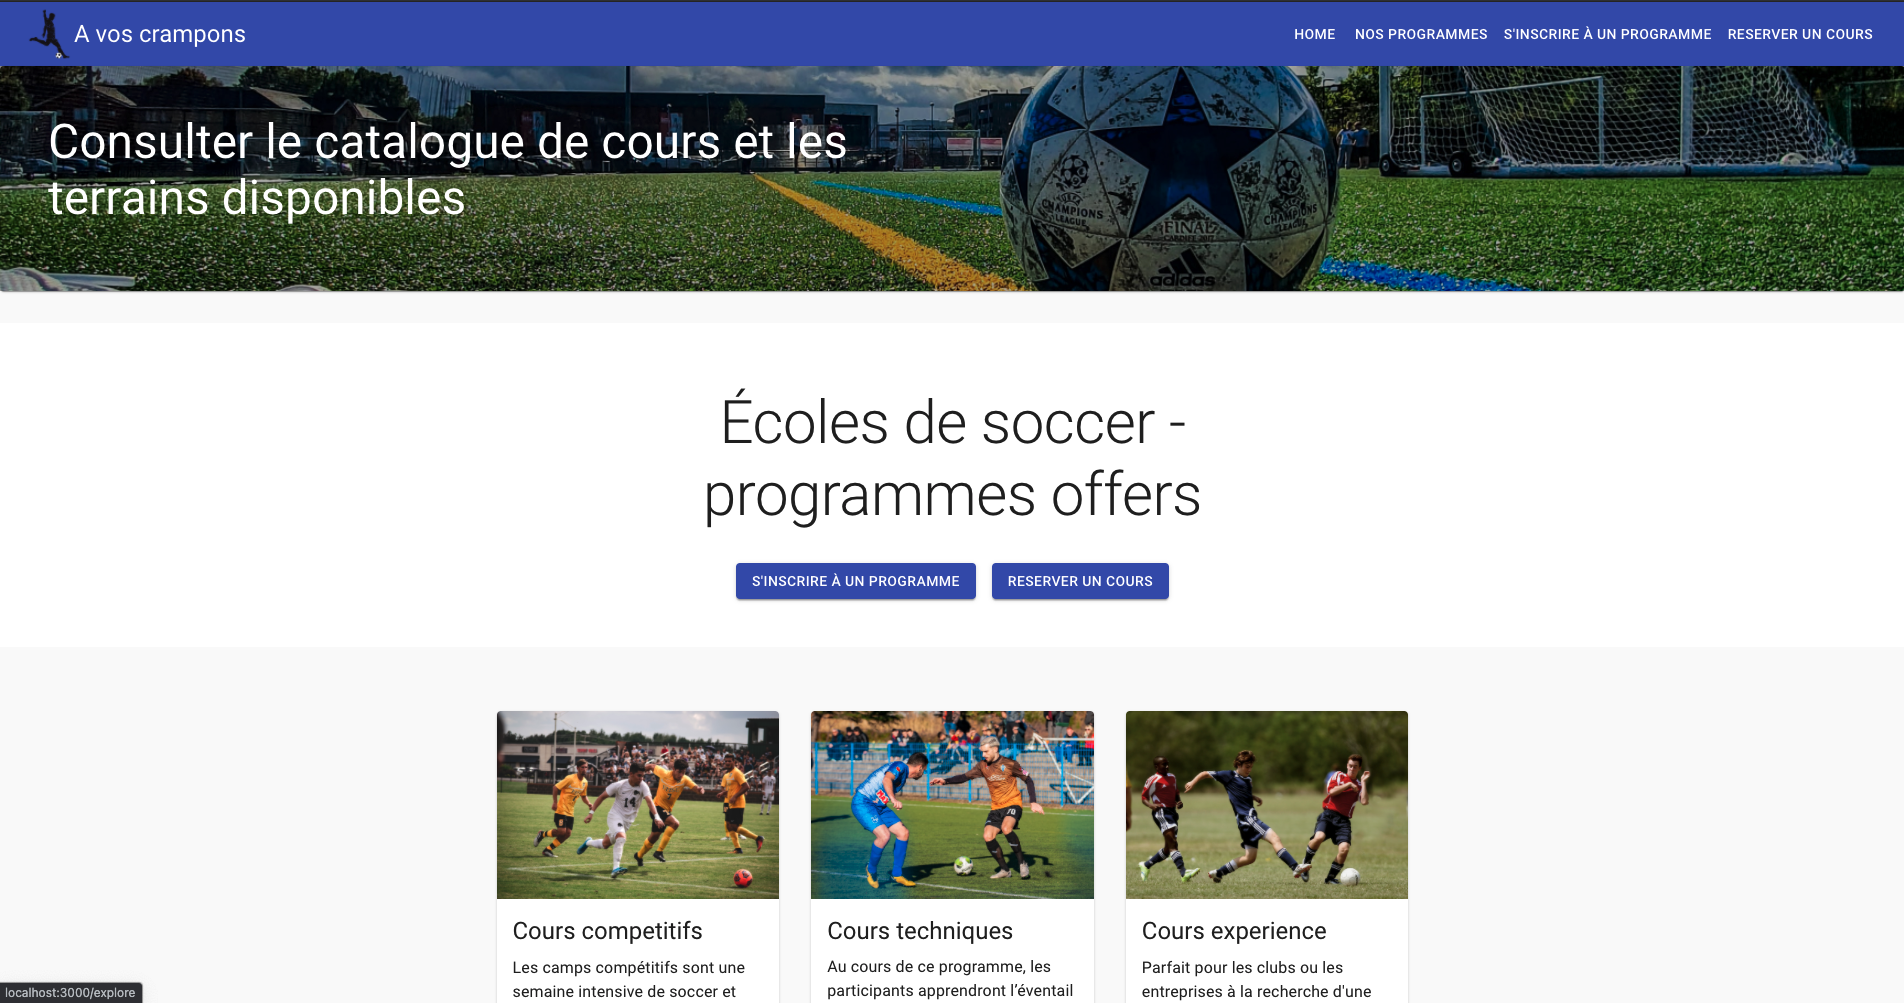 A vos crampons
HOME NOS PROGRAMMES S'INSCRIRE À UN PROGRAMME RESERVER UN COURS
Consulter le catalogue de cours et les
terrains disponibles
CHAMPIONS
LEAGUE
CHAMPIONS
LEAGUE
FINAL
CARDIFF 2017
adidas
Écoles de soccer -
programmes offers
S'INSCRIRE À UN PROGRAMME
RESERVER UN COURS
14
Cours competitifs
Les camps compétitifs sont une
semaine intensive de soccer et
Cours techniques
Au cours de ce programme, les
participants apprendront l’éventail
Cours experience
Parfait pour les clubs ou les
entreprises à la recherche d'une
localhost:3000/explore